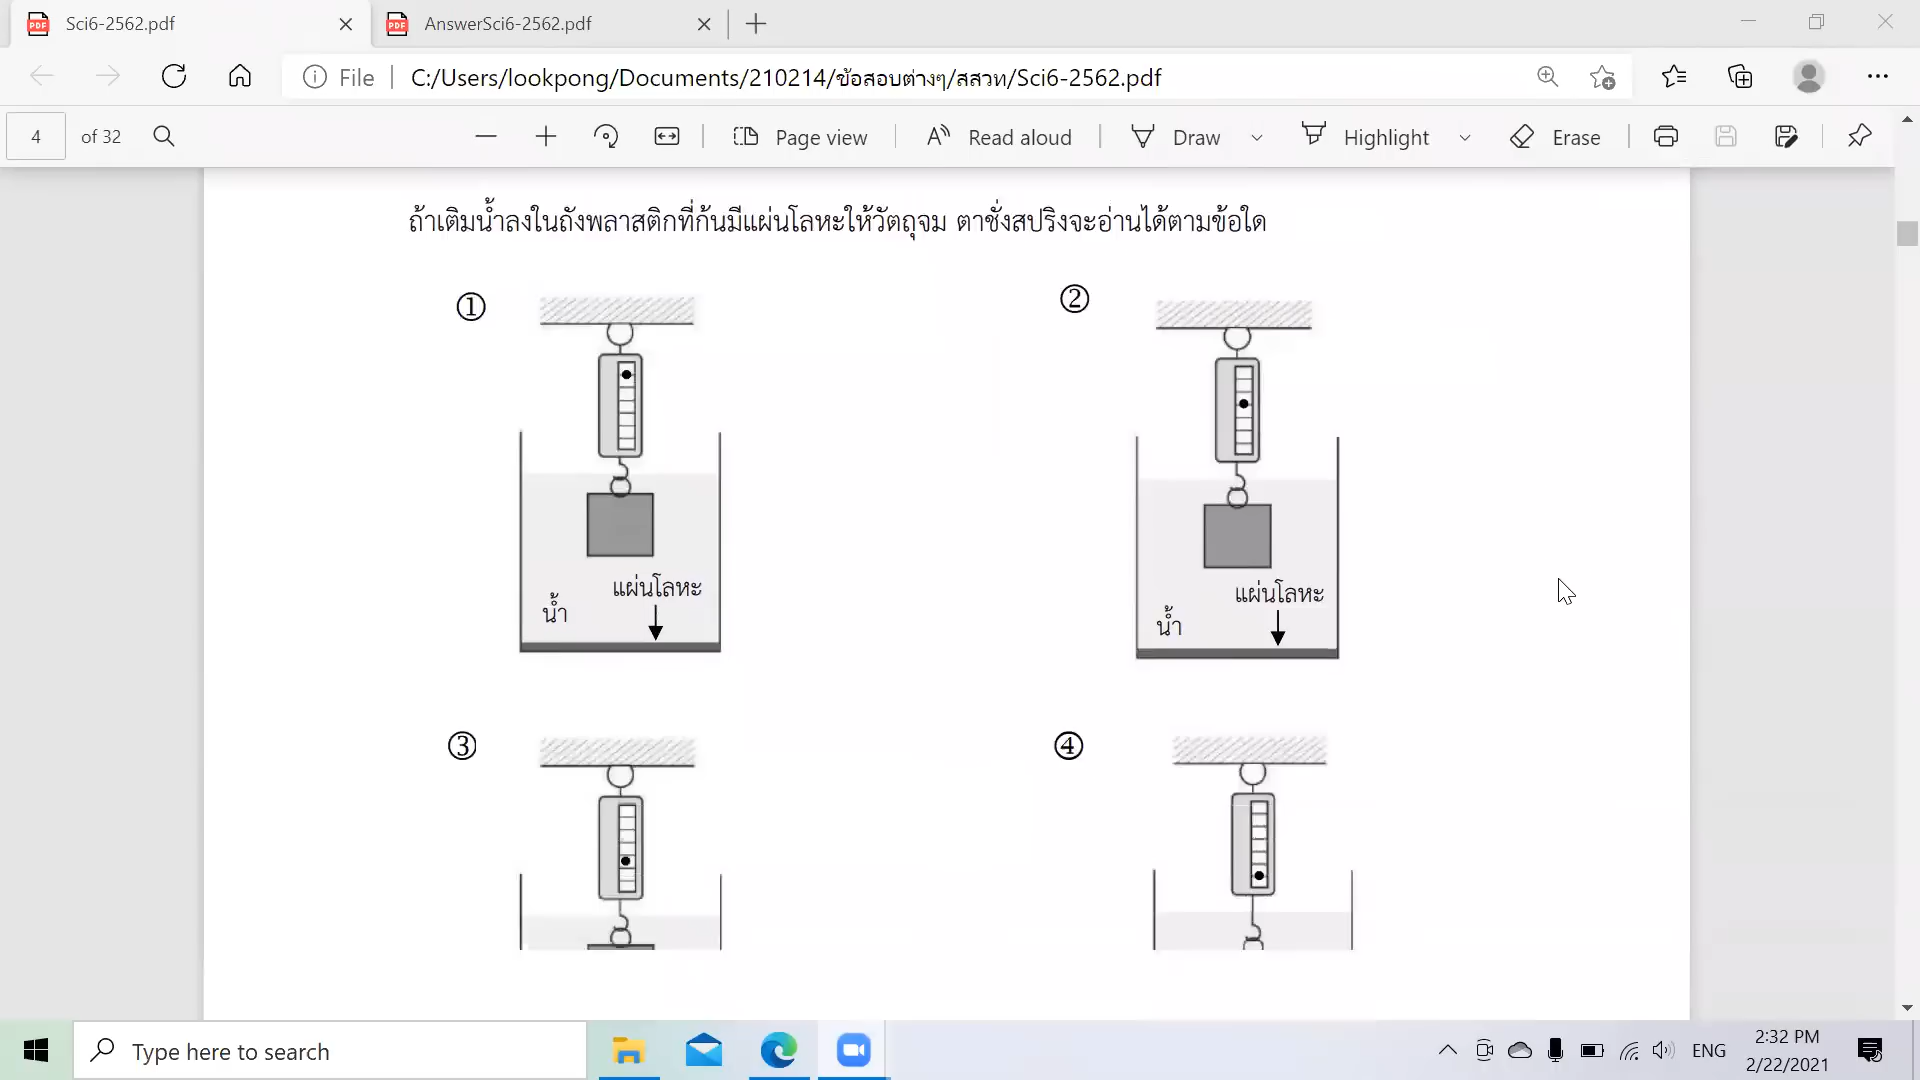 Sci6-2562.pdf
AnswerSci6-2562.pdf
File
C:/Users/lookpong/Documents/210214/ข้อสอบต่างๆ/สสวท/Sci6-2562.pdf
4 of 32
Page view
Read aloud
Draw
Highlight
Erase
ถ้าเติมน้ำลงในถังพลาสติกที่ก้นมีแผ่นโลหะให้วัตถุจม ตาชั่งสปริงจะอ่านได้ตามข้อใด
①
②
แผ่นโลหะ
น้ำ
แผ่นโลหะ
น้ำ
③
④
Type here to search
ENG
2:32 PM
2/22/2021